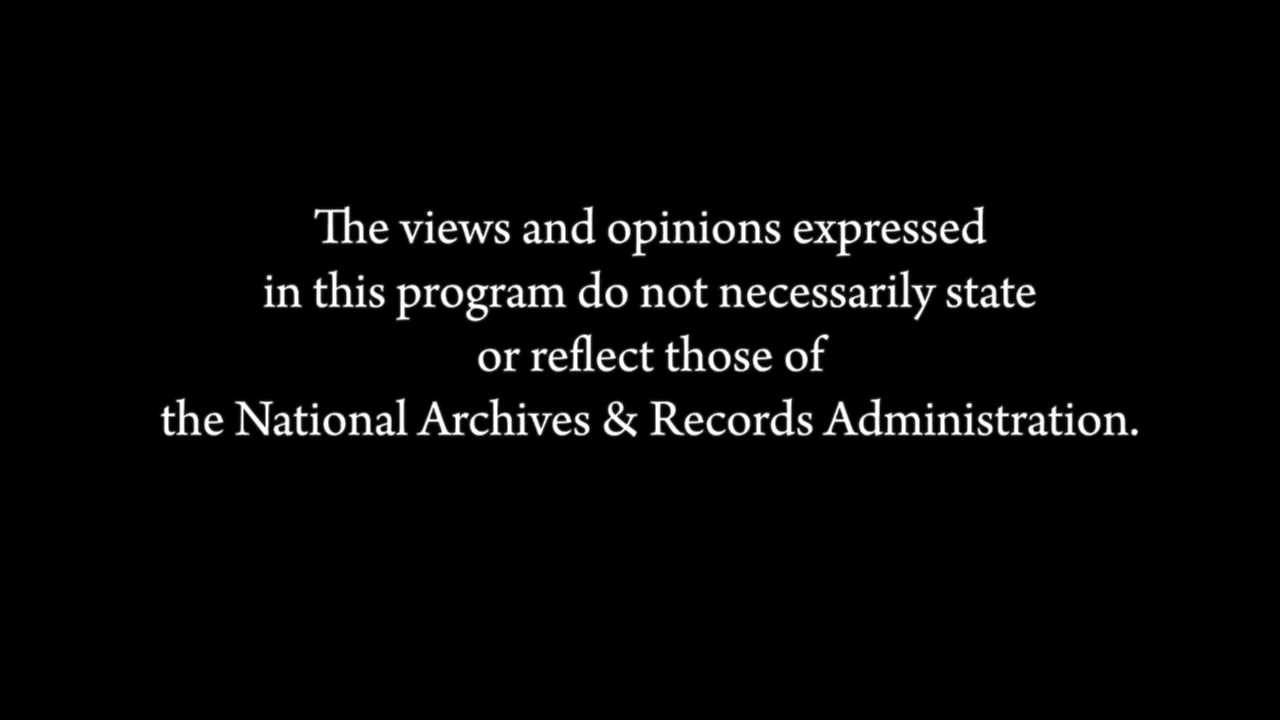 The views and opinions expressed
in this program do not necessarily state
or reflect those of
the National Archives & Records Administration.